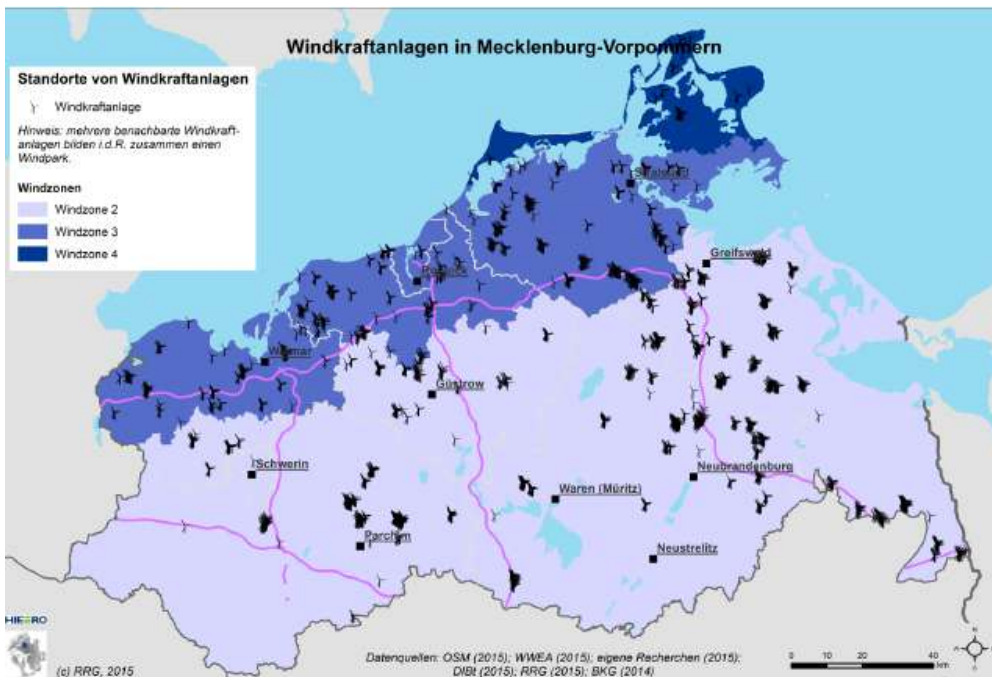 Windkraftanlagen in Mecklenburg-Vorpommern
Standorte von Windkraftanlagen
Windkraftanlage
Hinweis: mehrere benachbarte Windkraft-
anlagen bilden i.d.R. zusammen einen
Windpark.
Windzonen
Windzone 2
Windzone 3
Windzone 4
Stralsund
Greifswald
Rostock
Wismar
Güstrow
Schwerin
Neubrandenburg
Waren (Müritz)
Parchim
Neustrelitz
HIERO
(c) RRG, 2015
Datenquellen: OSM (2015); WWEA (2015); eigene Recherchen (2015);
DIBt (2015); RRG (2015); BKG (2014)
0 10 20 40
km